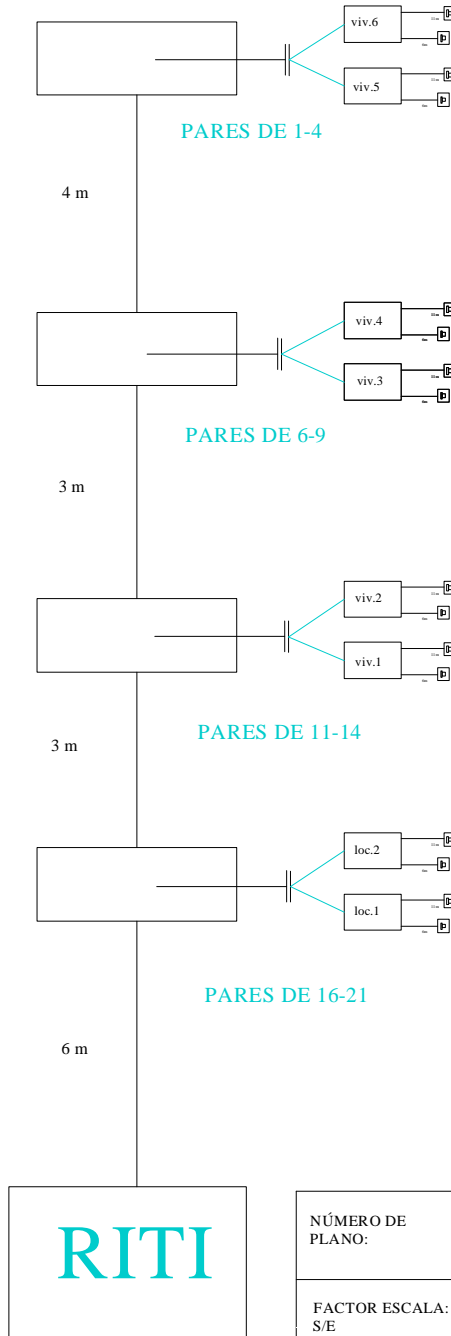 viv.6
viv.5
PARES DE 1-4
4 m
viv.4
viv.3
PARES DE 6-9
3 m
viv.2
viv.1
PARES DE 11-14
3 m
loc.2
loc.1
PARES DE 16-21
6 m
RITI
NÚMERO DE
PLANO:
FACTOR ESCALA:
S/E